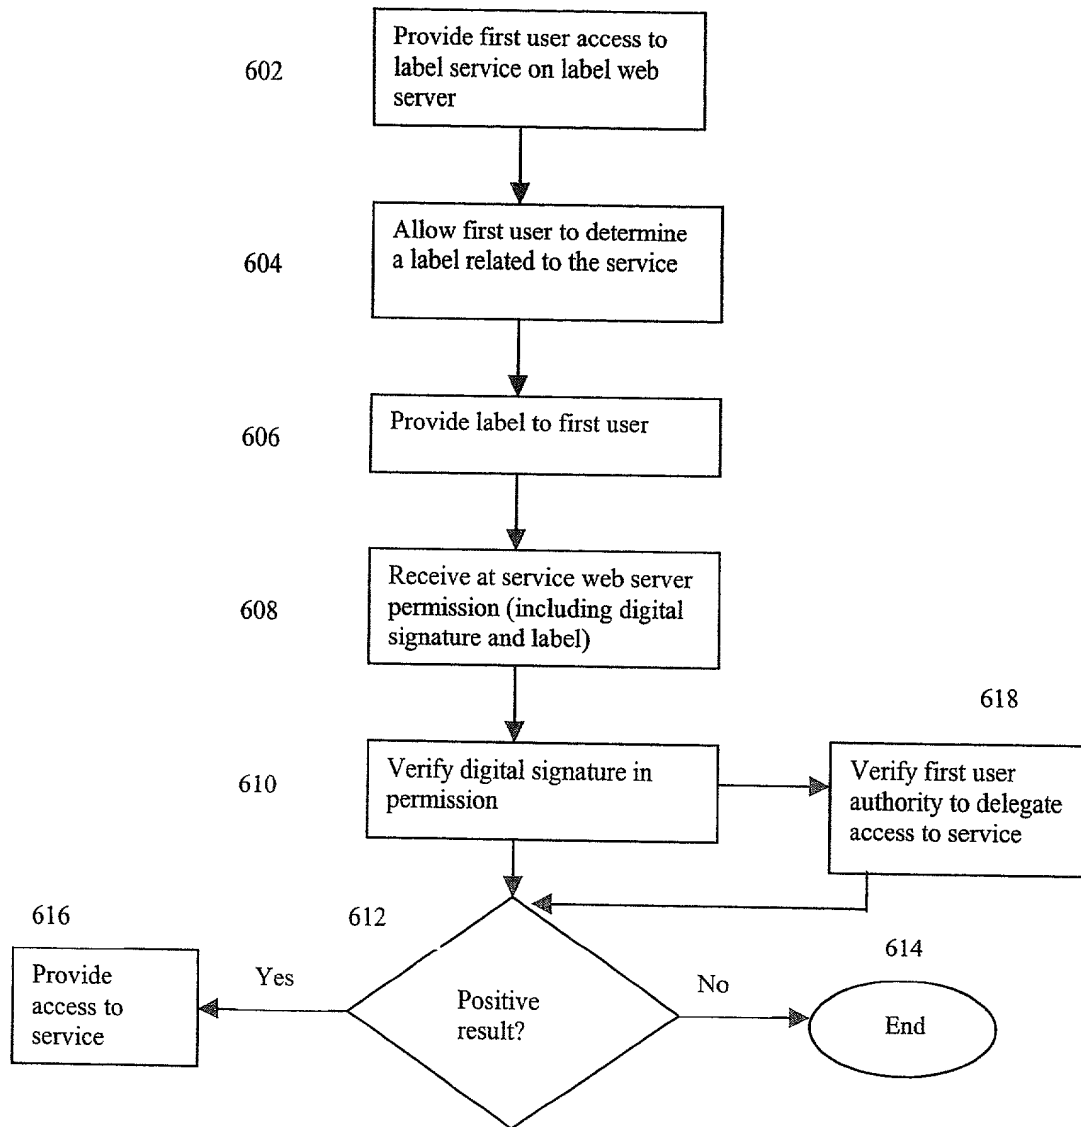 602
Provide first user access to
label service on label web
server
604
Allow first user to determine
a label related to the service
606
Provide label to first user
608
Receive at service web server
permission (including digital
signature and label)
610
Verify digital signature in
permission
618
Verify first user
authority to delegate
access to service
616
Provide
access to
service
Yes
612
Positive
result?
No
614
End